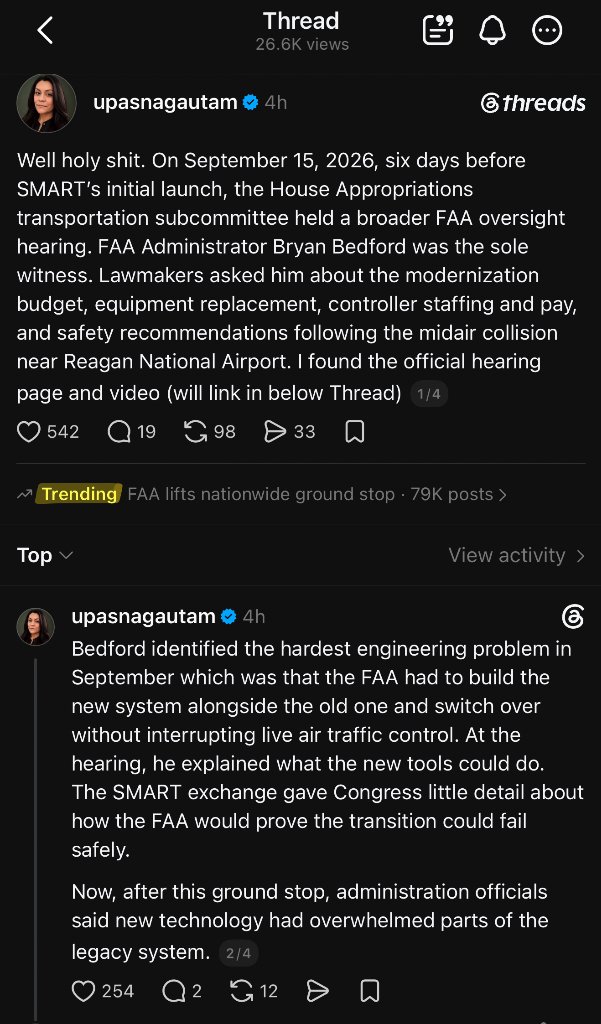 Thread
26.6K views
upasnagautam 4h
threads
Well holy shit. On September 15, 2026, six days before
SMART’s initial launch, the House Appropriations
transportation subcommittee held a broader FAA oversight
hearing. FAA Administrator Bryan Bedford was the sole
witness. Lawmakers asked him about the modernization
budget, equipment replacement, controller staffing and pay,
and safety recommendations following the midair collision
near Reagan National Airport. I found the official hearing
page and video (will link in below Thread) 1/4
542 19 98 33
Trending FAA lifts nationwide ground stop · 79K posts
Top
View activity
upasnagautam 4h
Bedford identified the hardest engineering problem in
September which was that the FAA had to build the
new system alongside the old one and switch over
without interrupting live air traffic control. At the
hearing, he explained what the new tools could do.
The SMART exchange gave Congress little detail about
how the FAA would prove the transition could fail
safely.
Now, after this ground stop, administration officials
said new technology had overwhelmed parts of the
legacy system. 2/4
254 2 12